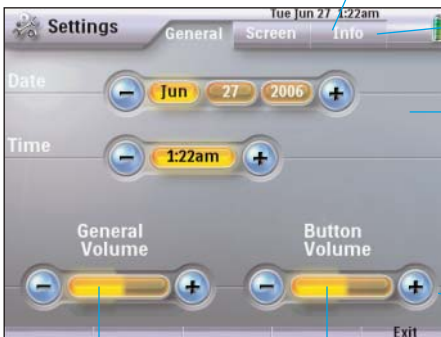 Tue Jun 27 1:22am
Settings General Screen Info
Date
- Jun 27 2006 +
Time
- 1:22am +
General Volume
Button Volume
- +
- +
Exit